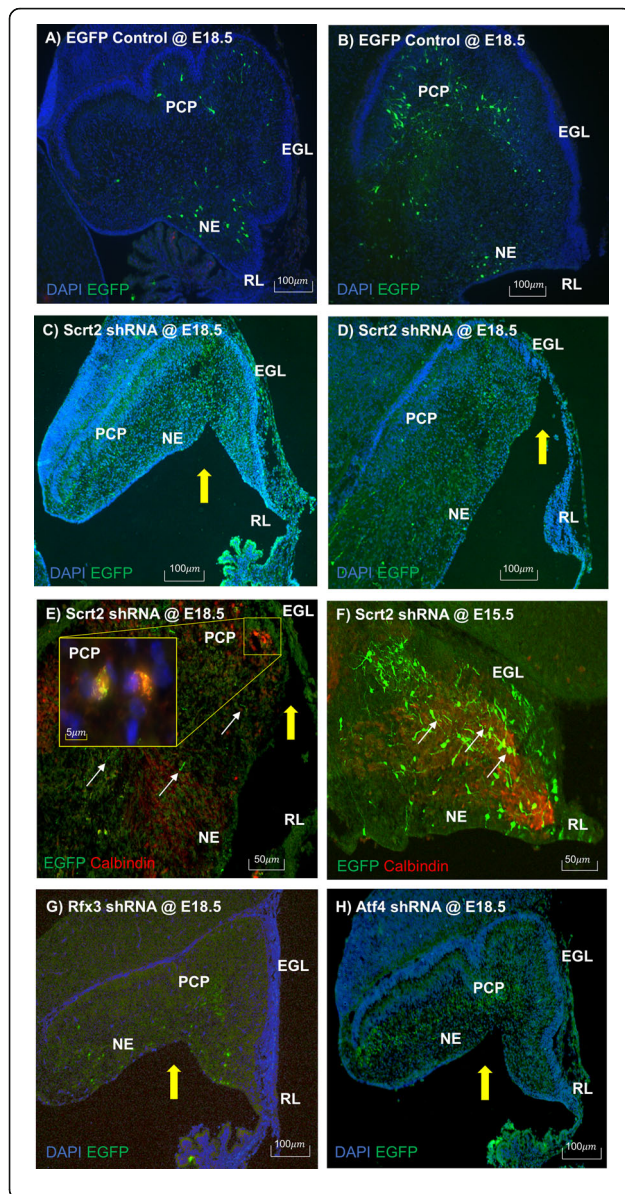 A) EGFP Control @ E18.5
PCP
EGL
NE
RL
DAPI EGFP
100μm
B) EGFP Control @ E18.5
PCP
EGL
NE
RL
DAPI EGFP
100μm
C) Scrt2 shRNA @ E18.5
EGL
PCP
NE
RL
DAPI EGFP
100μm
D) Scrt2 shRNA @ E18.5
EGL
PCP
NE
RL
DAPI EGFP
100μm
E) Scrt2 shRNA @ E18.5
EGL
PCP
PCP
5μm
RL
NE
EGFP Calbindin
50μm
F) Scrt2 shRNA @ E15.5
EGL
NE
RL
EGFP Calbindin
50μm
G) Rfx3 shRNA @ E18.5
EGL
PCP
NE
RL
DAPI EGFP
100μm
H) Atf4 shRNA @ E18.5
EGL
PCP
NE
RL
DAPI EGFP
100μm